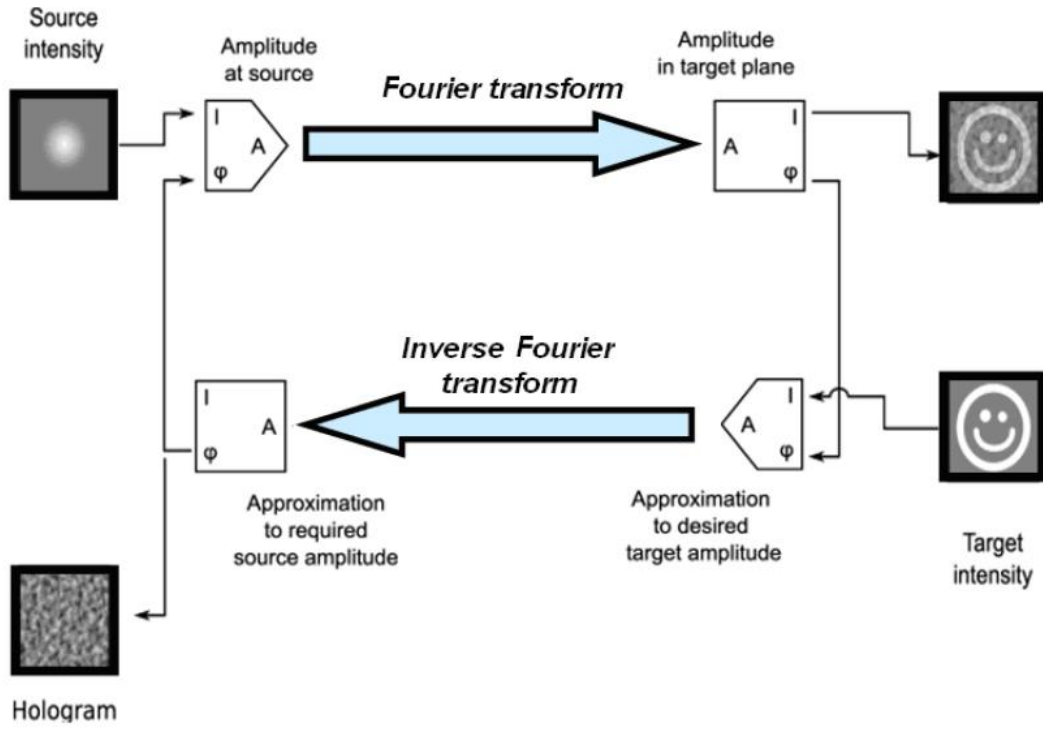 Source
intensity
Amplitude
at source
Fourier transform
Amplitude
in target plane
I
A
φ
A
I
φ
Inverse Fourier
transform
I
A
φ
I
A
φ
Approximation
to required
source amplitude
Approximation
to desired
target amplitude
Target
intensity
Hologram